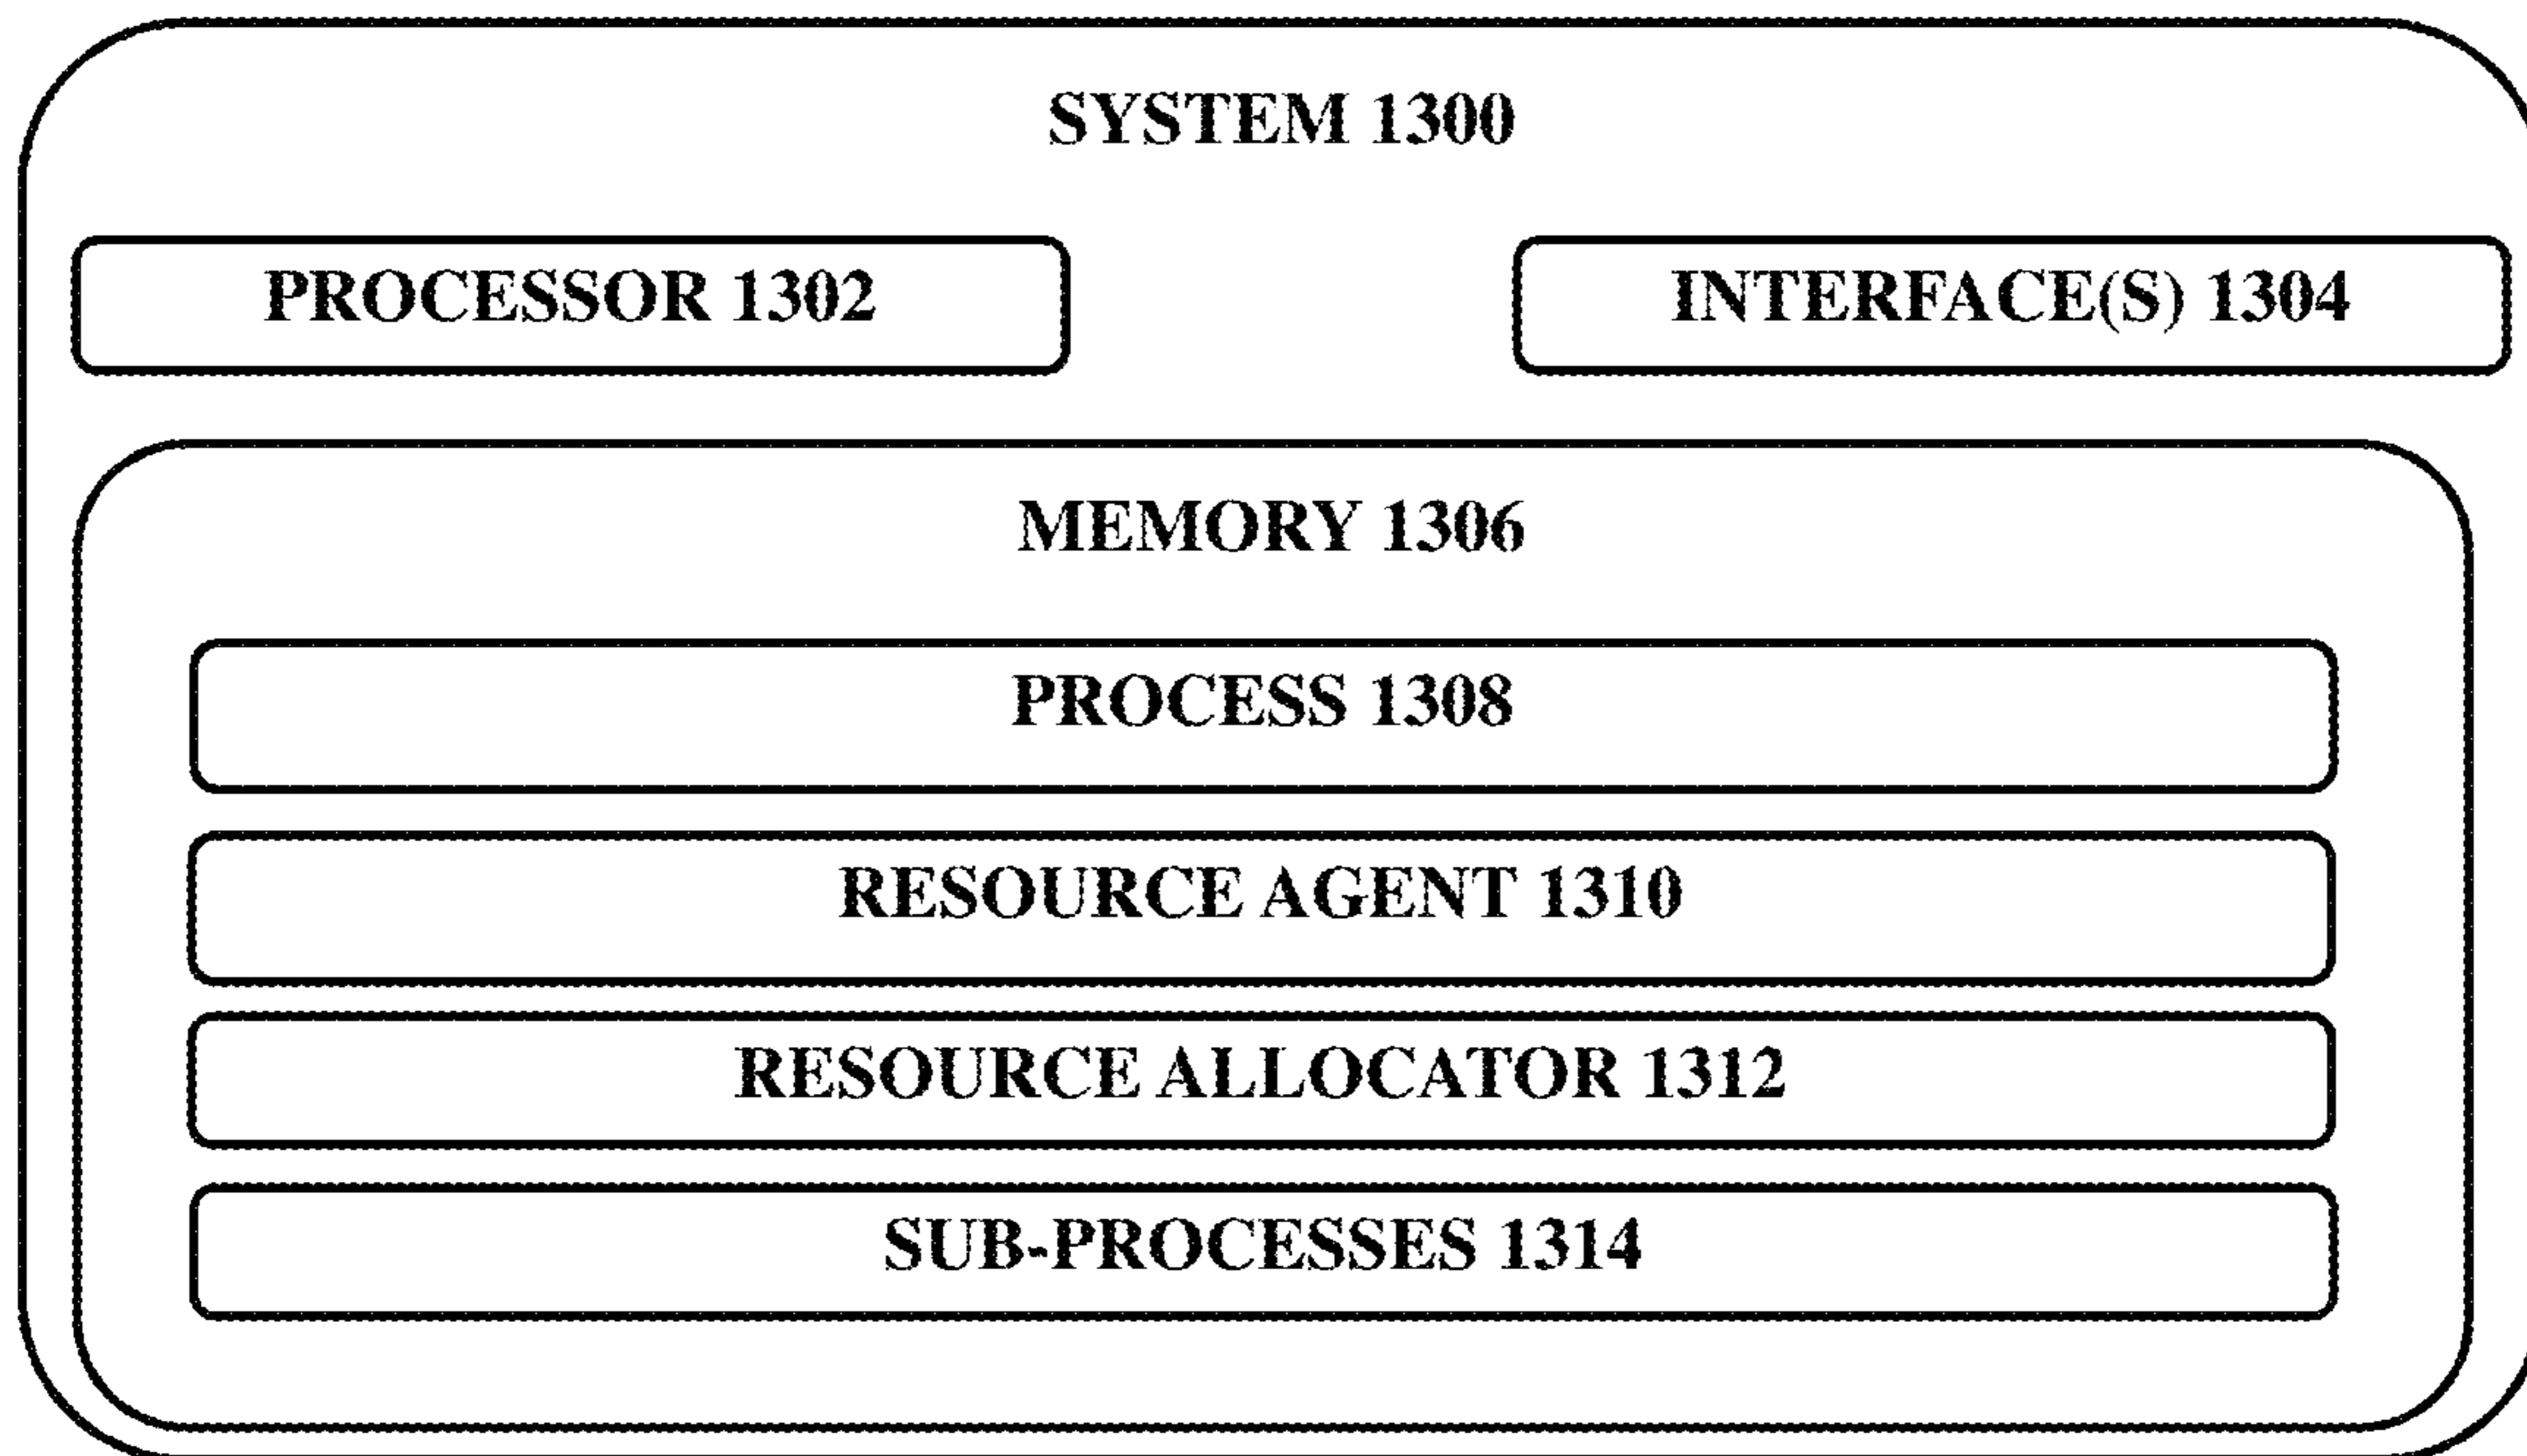 SYSTEM 1300
PROCESSOR 1302
INTERFACE(S) 1304
MEMORY 1306
PROCESS 1308
RESOURCE AGENT 1310
RESOURCE ALLOCATOR 1312
SUB-PROCESSES 1314